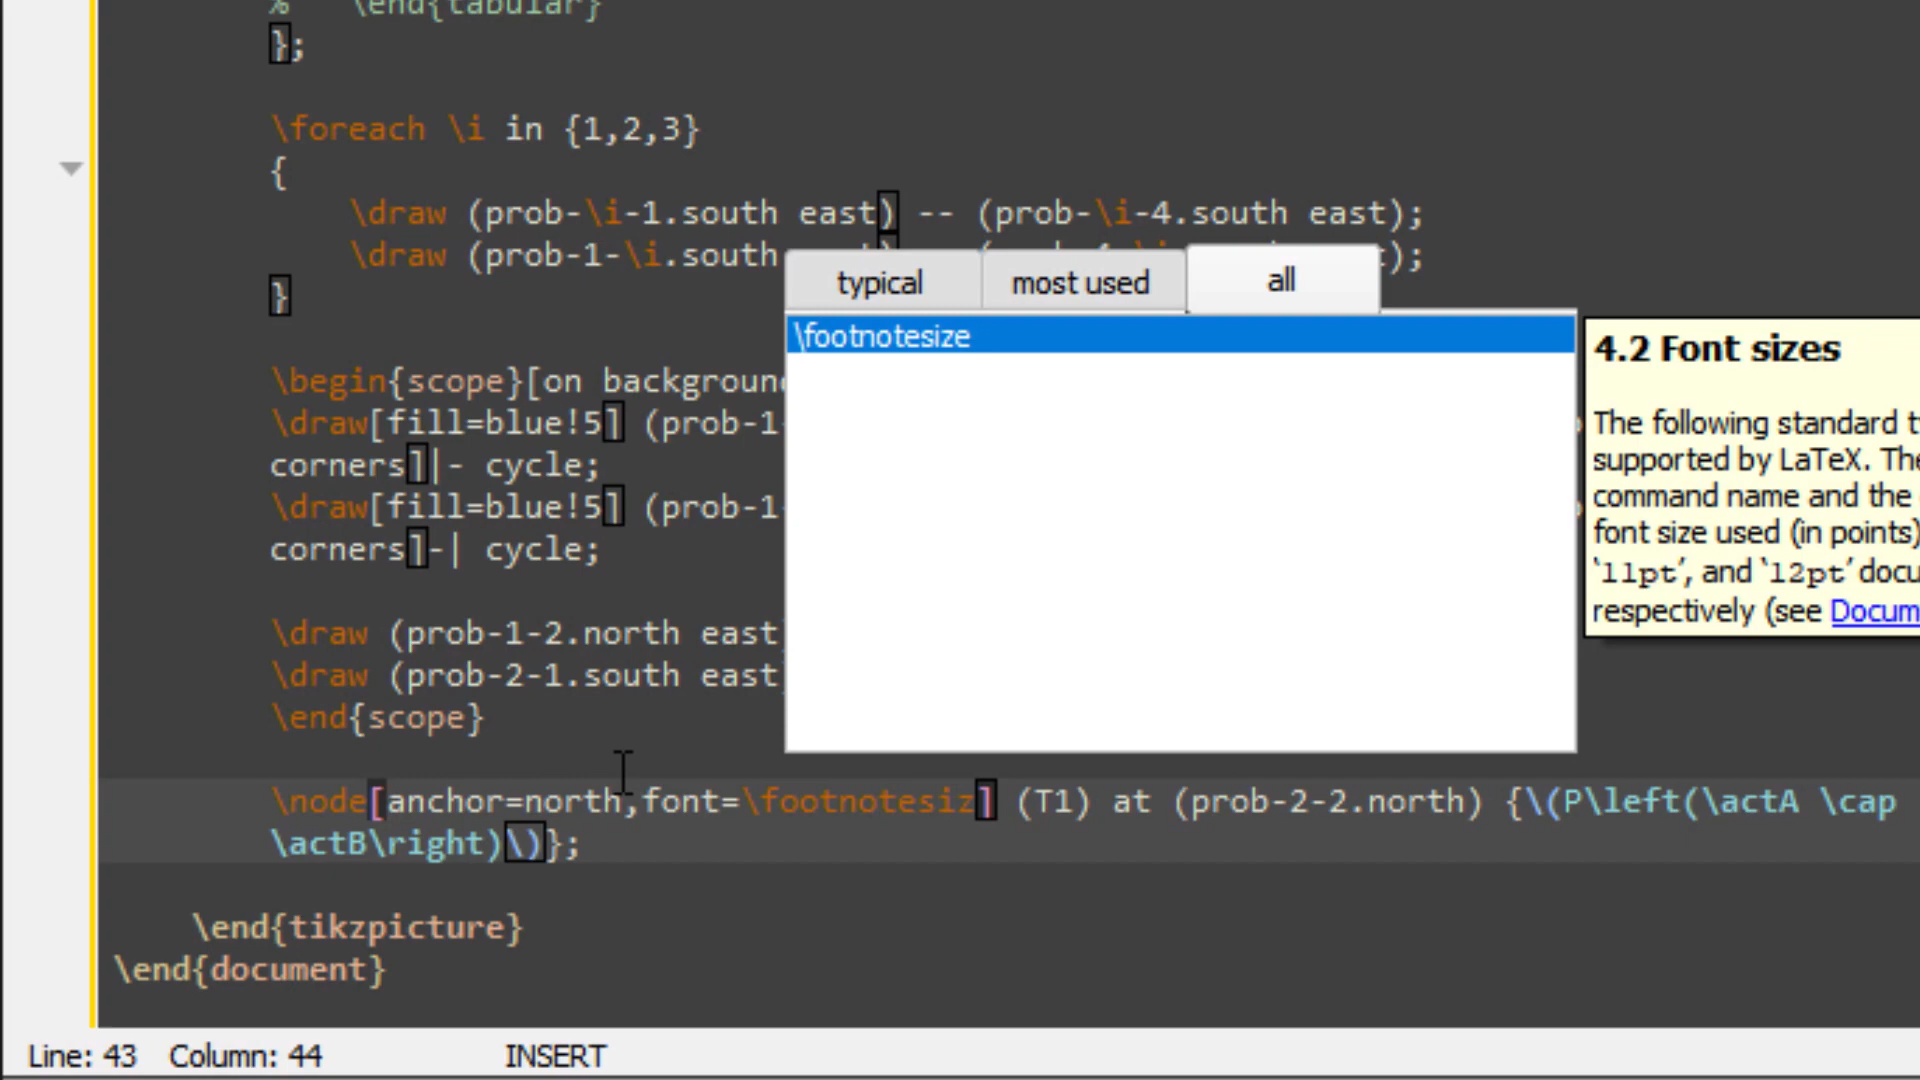 %   \end{tabular}
};
\foreach \i in {1,2,3}
{
\draw (prob-\i-1.south east) -- (prob-\i-4.south east);
\draw (prob-1-\i.south
);
}
typical
most used
all
\footnotesize
4.2 Font sizes
The following standard
supported by LaTeX.
command name and the
font size used (in points)
'11pt', and '12pt'
respectively (see
\begin{scope}[on
\draw[fill=blue!5] (prob-1-
corners]|- cycle;
\draw[fill=blue!5] (prob-1-
corners]-| cycle;
\draw (prob-1-2.north east)
\draw (prob-2-1.south east)
\end{scope}
\node[anchor=north,font=\footnotesiz] (T1) at (prob-2-2.north) {\(P\left(\actA \cap
\actB\right)\)};
\end{tikzpicture}
\end{document}
Line: 43 Column: 44 INSERT